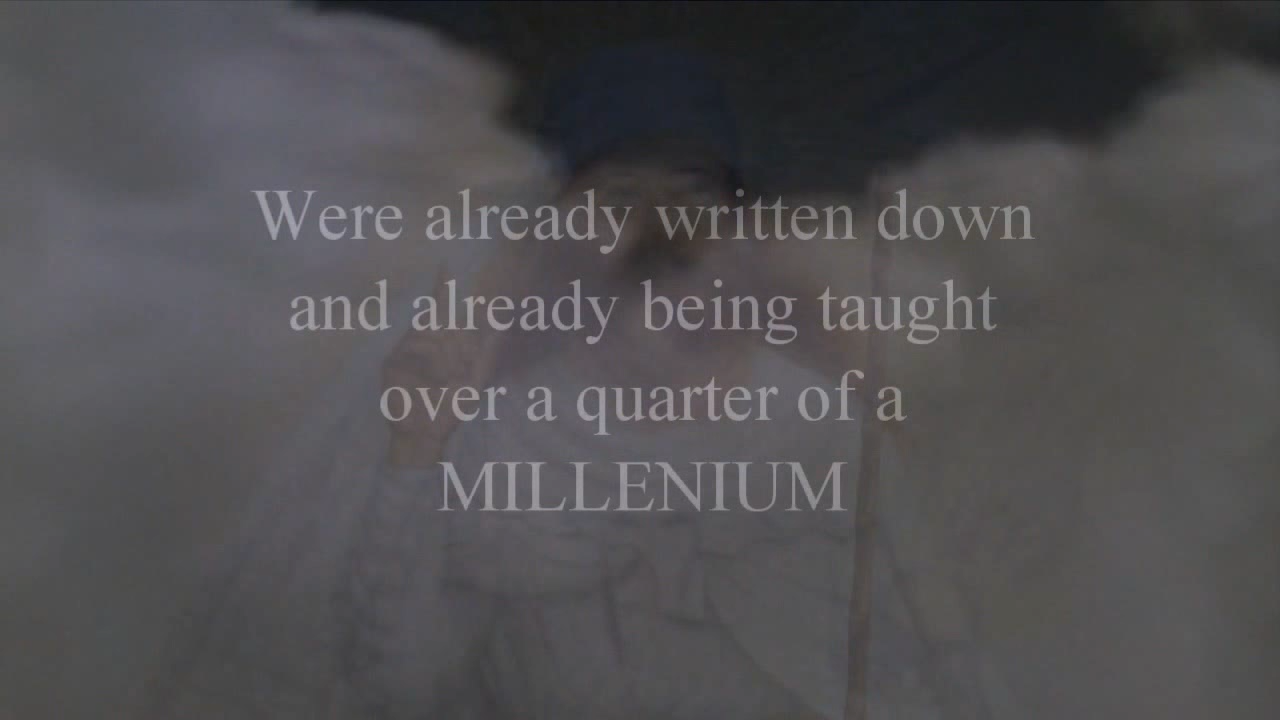 Were already written down
and already being taught
over a quarter of a
MILLENIUM